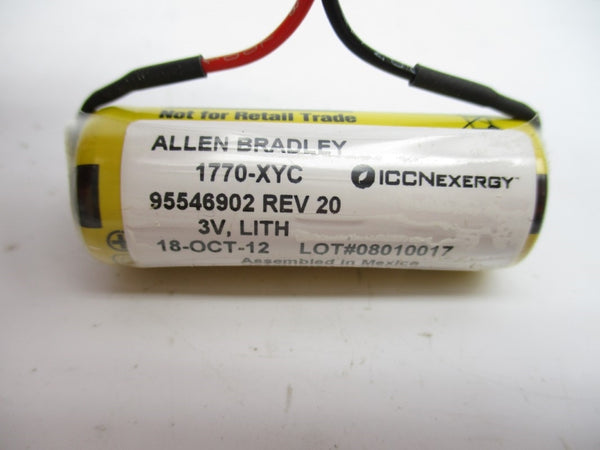 Not for Retail Trade
ALLEN BRADLEY
1770-XYC ICCNEXERGY™
95546902 REV 20
3V, LITH
18-OCT-12 LOT#08010017
Assembled in Mexico
+